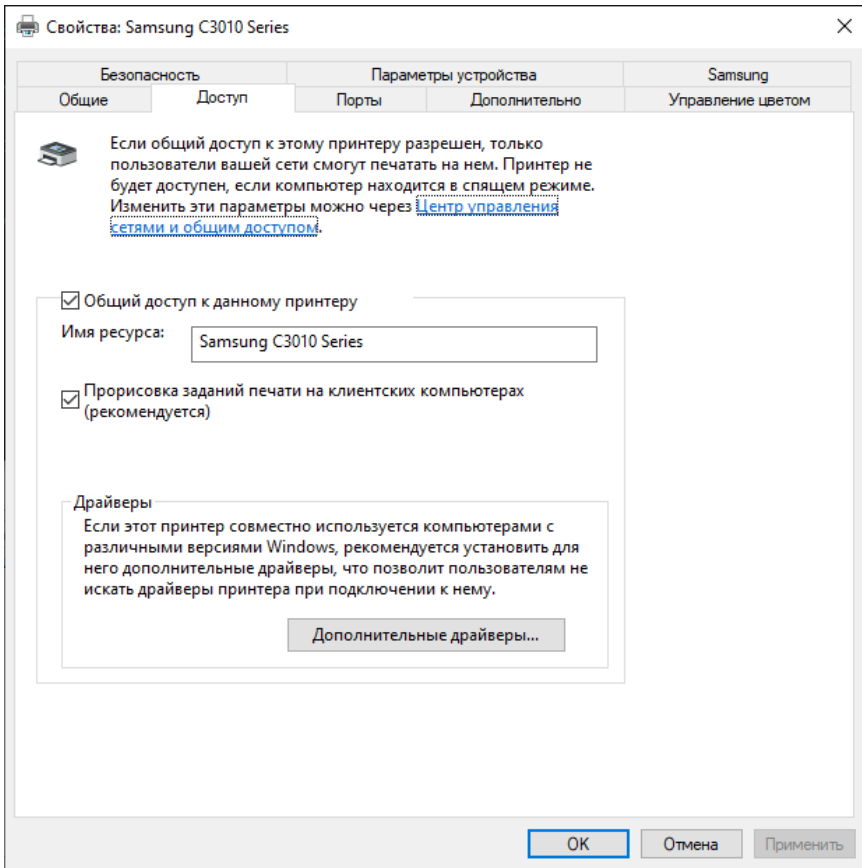 Свойства: Samsung C3010 Series
Безопасность
Параметры устройства
Samsung
Общие
Доступ
Порты
Дополнительно
Управление цветом
Если общий доступ к этому принтеру разрешен, только
пользователи вашей сети смогут печатать на нем. Принтер не
будет доступен, если компьютер находится в спящем режиме.
Изменить эти параметры можно через Центр управления
сетями и общим доступом.
Общий доступ к данному принтеру
Имя ресурса:
Samsung C3010 Series
Прорисовка заданий печати на клиентских компьютерах
(рекомендуется)
Драйверы
Если этот принтер совместно используется компьютерами с
различными версиями Windows, рекомендуется установить для
него дополнительные драйверы, что позволит пользователям не
искать драйверы принтера при подключении к нему.
Дополнительные драйверы...
OK
Отмена
Применить